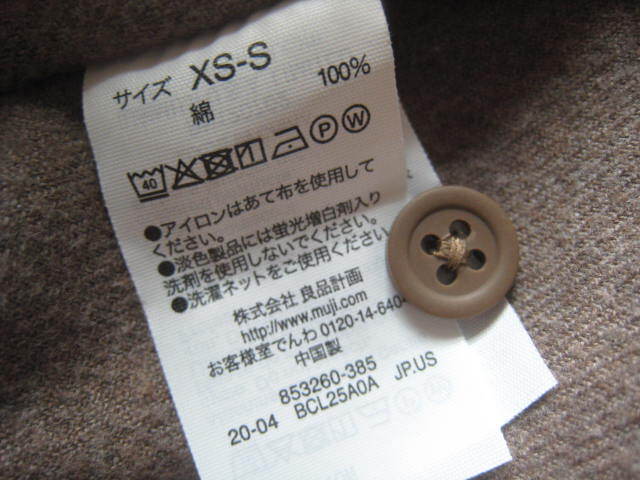 サイズ XS-S
綿 100%
40 P W
●アイロンはあて布を使用して
ください。
●淡色製品には蛍光増白剤入り
洗剤を使用しないでください。
●洗濯ネットをご使用ください
株式会社 良品計画
http://www.muji.com
お客様室でんわ 0120-14-640
中国製
853260-385
20-04 BCL25A0A JP.US